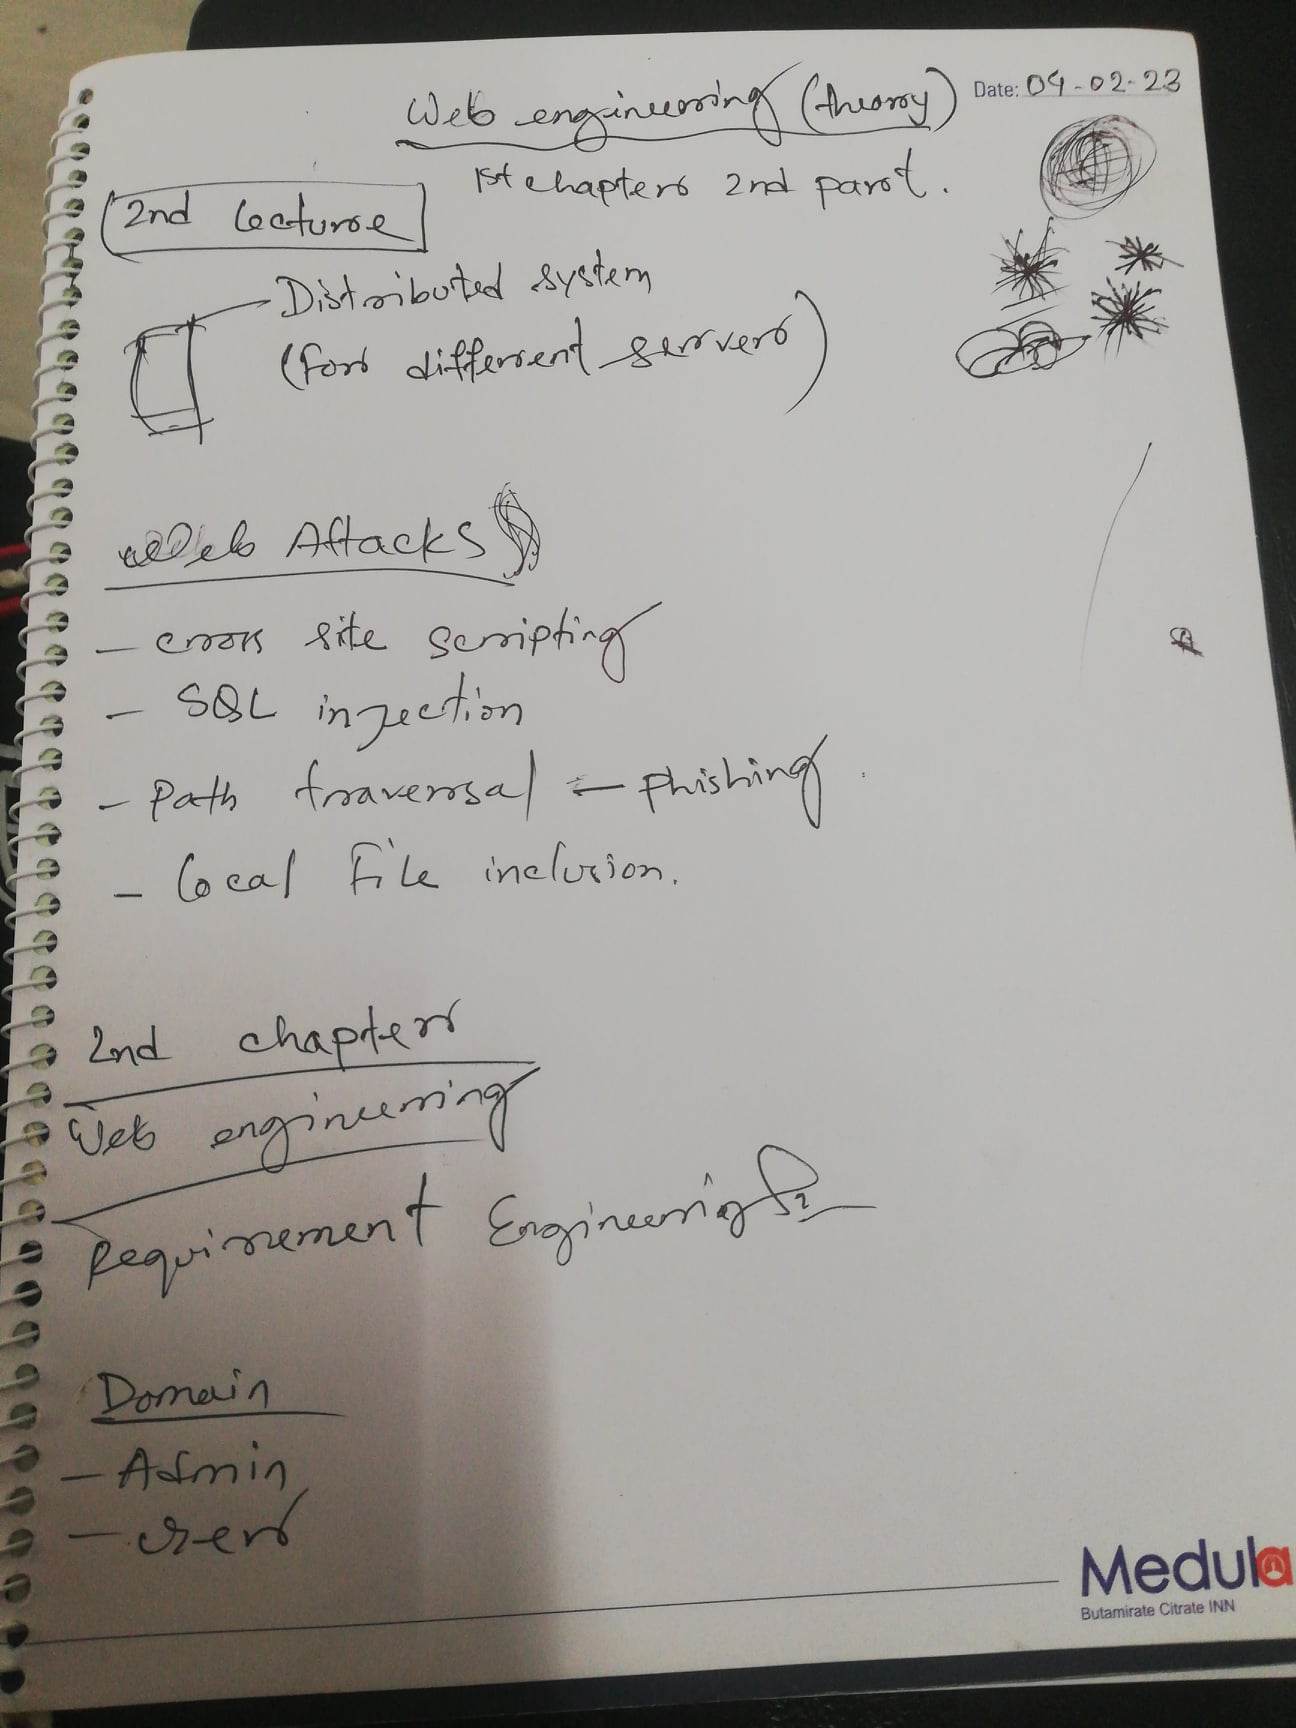 Web engineering (theory)
Date: 04-02-23
1st chapter 2nd part.
2nd lecture
Distributed system
(for different server)
Web Attacks
- cross site scripting
- SQL injection
- Path traversal - Phishing
- Local File inclusion.
2nd chapter
Web engineering
Requirement Engineering
Domain
- Admin
- user
Medula
Butamirate Citrate INN